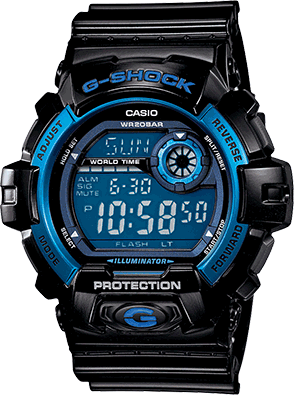 G-SHOCK
CASIO
WR20BAR
ADJUST
REVERSE
HOLD SET
SPLIT/RESET
SUN
WORLD TIME
ALM
SIG
MUTE
6-30
10:58 50
FLASH LT
SELECT
START/STOP
MODE
FORWARD
ILLUMINATOR
PROTECTION
G